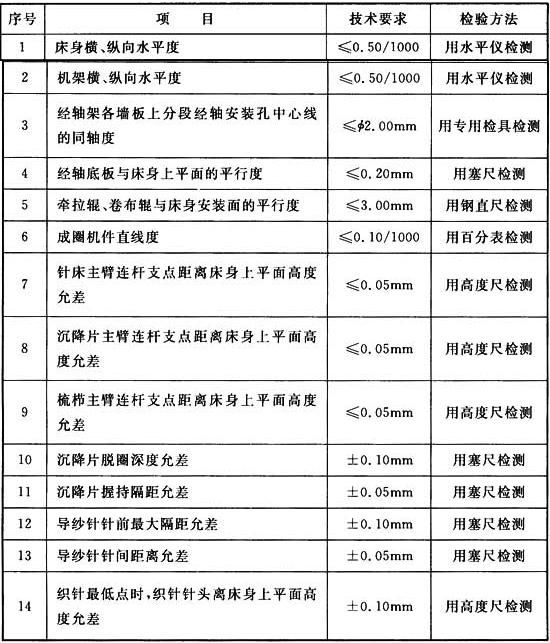 序号 项 目 技术要求 检验方法
1 床身横、纵向水平度 ≤0.50/1000 用水平仪检测
2 机架横、纵向水平度 ≤0.50/1000 用水平仪检测
3 经轴架各墙板上分段经轴安装孔中心线
的同轴度 ≤ϕ2.00mm 用专用检具检测
4 经轴底板与床身上平面的平行度 ≤0.20mm 用塞尺检测
5 牵拉辊、卷布辊与床身安装面的平行度 ≤3.00mm 用钢直尺检测
6 成圈机件直线度 ≤0.10/1000 用百分表检测
7 针床主臂连杆支点距离床身上平面高度
允差 ≤0.05mm 用高度尺检测
8 沉降片主臂连杆支点距离床身上平面高
度允差 ≤0.05mm 用高度尺检测
9 梳栉主臂连杆支点距离床身上平面高度
允差 ≤0.05mm 用高度尺检测
10 沉降片脱圈深度允差 ±0.10mm 用塞尺检测
11 沉降片握持隔距允差 ±0.05mm 用塞尺检测
12 导纱针针前最大隔距允差 ±0.10mm 用塞尺检测
13 导纱针针间距离允差 ±0.05mm 用塞尺检测
14 织针最低点时，织针针头离床身上平面高
度允差 ±0.10mm 用高度尺检测